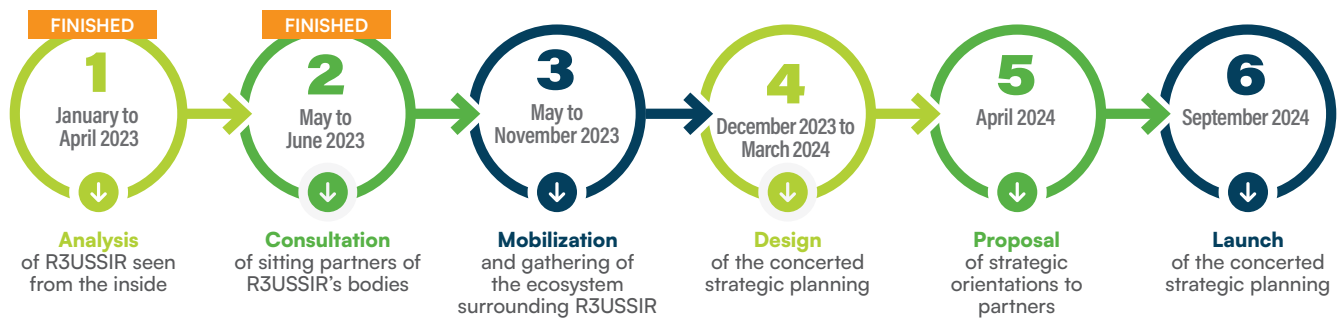 FINISHED
1
January to
April 2023
Analysis
of R3USSIR seen
from the inside
FINISHED
2
May to
June 2023
Consultation
of sitting partners of
R3USSIR’s bodies
3
May to
November 2023
Mobilization
and gathering of
the ecosystem
surrounding R3USSIR
4
December 2023 to
March 2024
Design
of the concerted
strategic planning
5
April 2024
Proposal
of strategic
orientations to
partners
6
September 2024
Launch
of the concerted
strategic planning